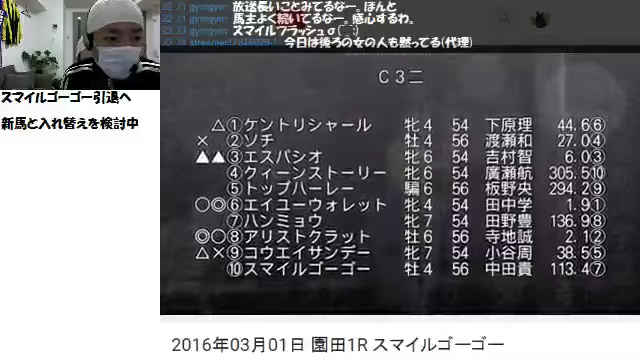 22 31 gymgym 放送長いことみてるなー。ほんと
22 31 gymgym 馬主よく続いてるなー。感心するわ。
22 31 gymgym スマイルフラッシュσ(^_^;)
今日は後ろの女の人も黙ってる(代理)
スマイルゴーゴー引退へ
新馬と入れ替えを検討中
C3二
△①ケントリシャール 牝4 54 下原理 44.6⑥
× ②ソチ 牡4 56 渡瀬和 27.0④
▲▲③エスパシオ 牝6 54 吉村智 6.0③
④クィーンストーリー 牝6 54 廣瀬航 305.5⑩
⑤トップハーレー 騸6 56 板野央 294.2⑨
○◎⑥エイユーウォレット 牝4 54 田中学 1.9①
⑦ハンミョウ 牝7 54 田野豊 136.9⑧
◎○⑧アリストクラット 牡6 56 寺地誠 2.1②
△×⑨コウエイサンデー 牝7 54 小谷周 38.5⑤
⑩スマイルゴーゴー 牡4 56 中田貴 113.4⑦
2016年03月01日 園田1R スマイルゴーゴー